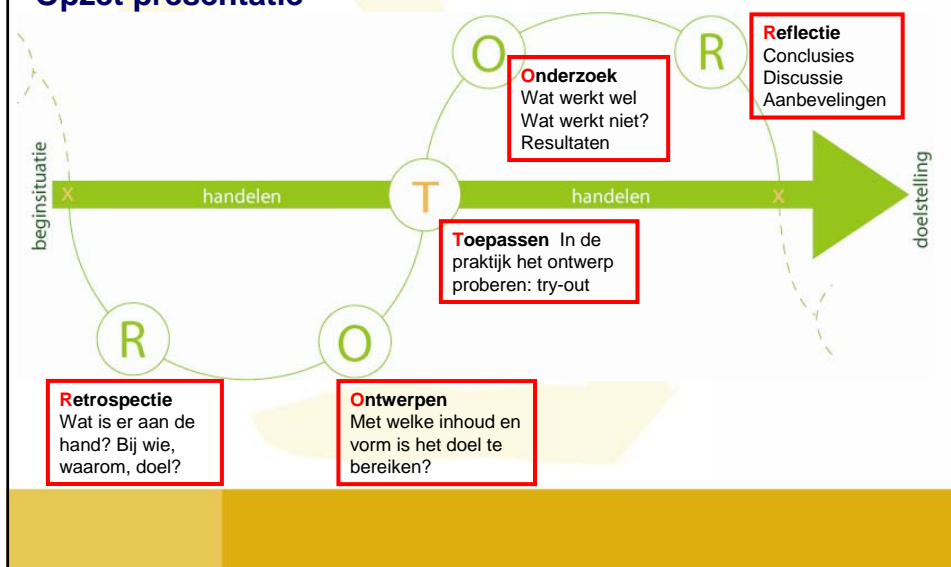 Opzet presentatie
O
R
Reflectie
Conclusies
Discussie
Aanbevelingen
Onderzoek
Wat werkt wel
Wat werkt niet?
Resultaten
beginsituatie
x
handelen
T
handelen
x
doelstelling
Toepassen In de
praktijk het ontwerp
proberen: try-out
R
O
Retrospectie
Wat is er aan de
hand? Bij wie,
waarom, doel?
Ontwerpen
Met welke inhoud en
vorm is het doel te
bereiken?